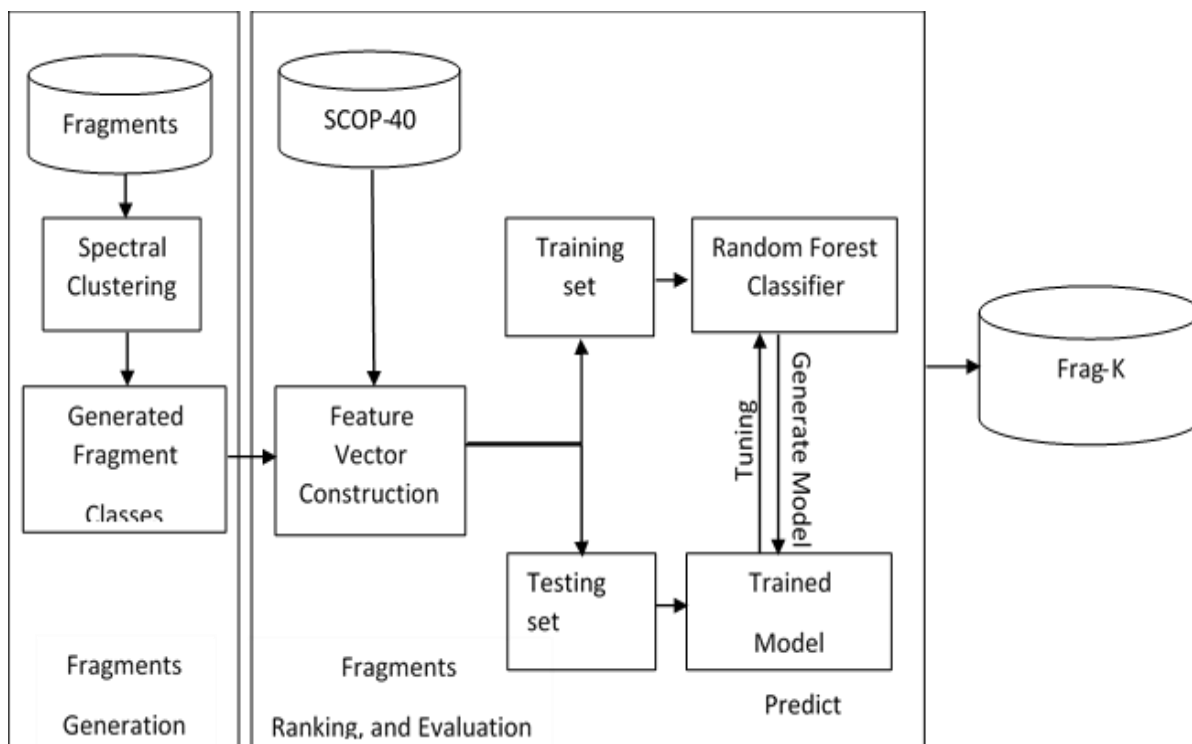 Fragments
Spectral
Clustering
Generated
Fragment
Classes
Fragments
Generation
SCOP-40
Feature
Vector
Construction
Training
set
Testing
set
Random Forest
Classifier
Tuning
Generate Model
Trained
Model
Fragments
Ranking, and Evaluation
Predict
Frag-K